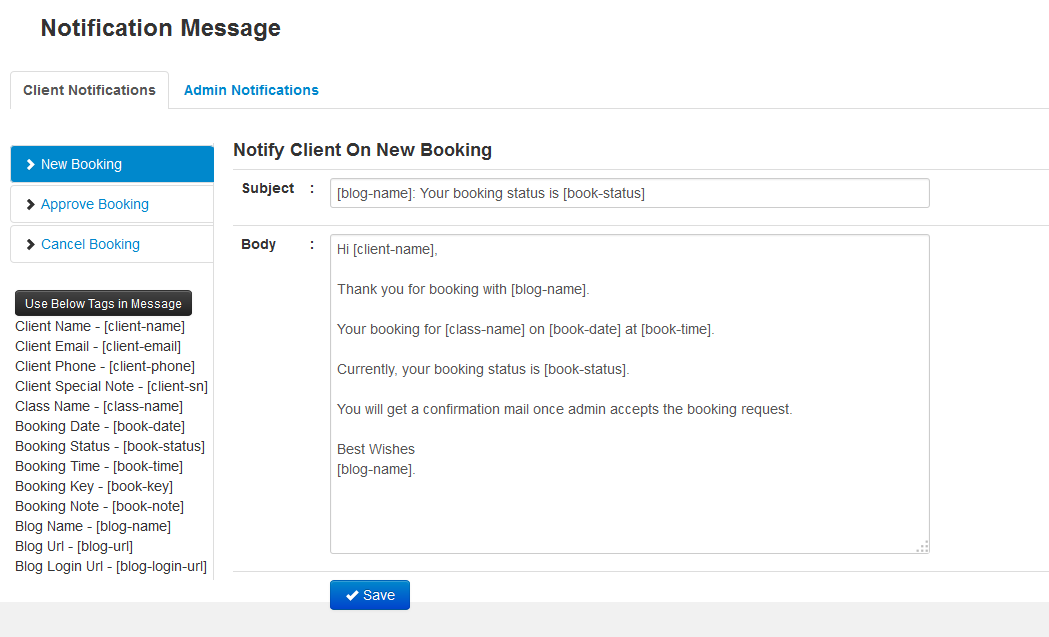 Notification Message
Client Notifications
Admin Notifications
New Booking
Approve Booking
Cancel Booking
Use Below Tags in Message
Client Name - [client-name]
Client Email - [client-email]
Client Phone - [client-phone]
Client Special Note - [client-sn]
Class Name - [class-name]
Booking Date - [book-date]
Booking Status - [book-status]
Booking Time - [book-time]
Booking Key - [book-key]
Booking Note - [book-note]
Blog Name - [blog-name]
Blog Url - [blog-url]
Blog Login Url - [blog-login-url]
Notify Client On New Booking
Subject : [blog-name]: Your booking status is [book-status]
Body : Hi [client-name],
Thank you for booking with [blog-name].
Your booking for [class-name] on [book-date] at [book-time].
Currently, your booking status is [book-status].
You will get a confirmation mail once admin accepts the booking request.
Best Wishes
[blog-name].
Save